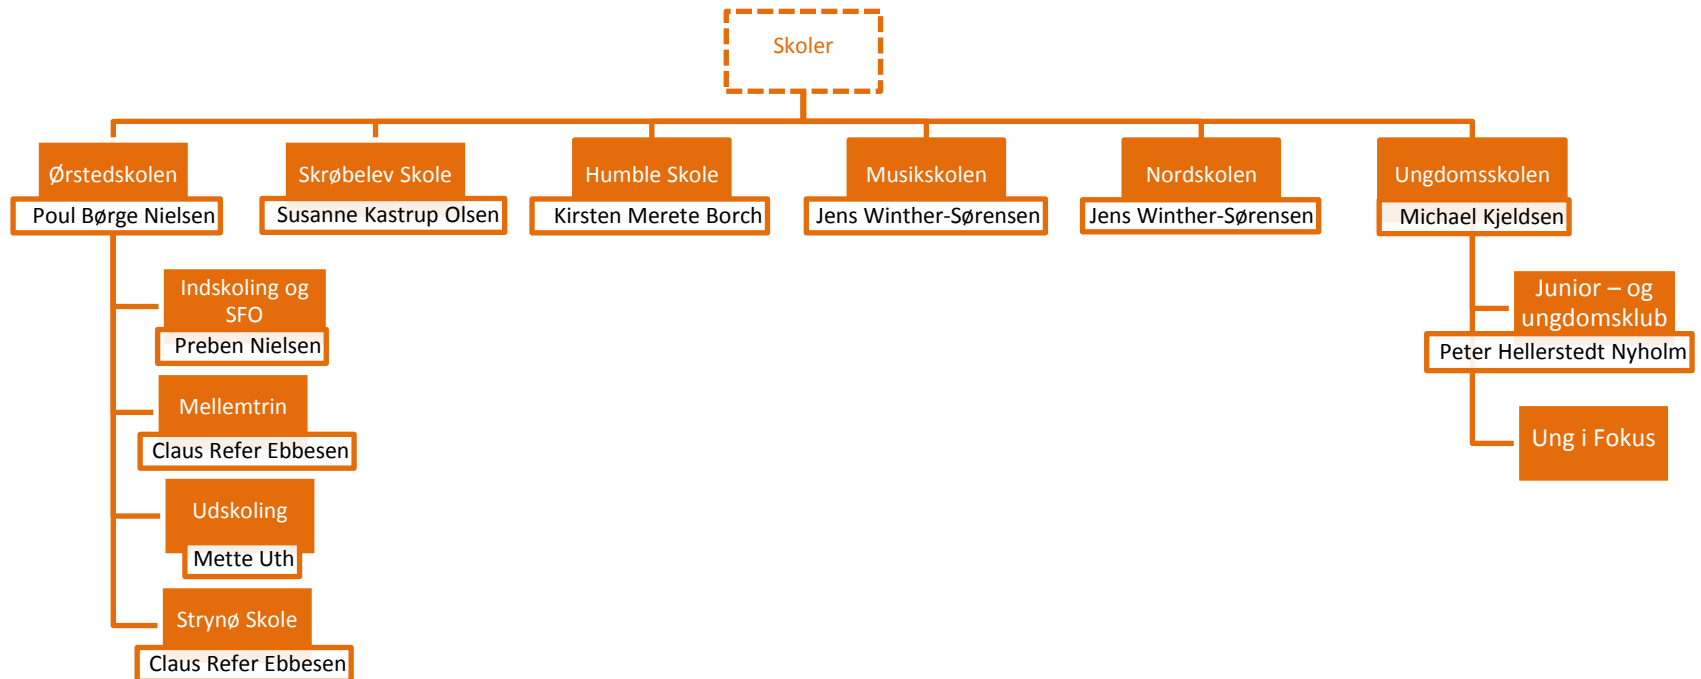 Skoler
Ørstedskolen
Poul Børge Nielsen
Skrøbelev Skole
Susanne Kastrup Olsen
Humble Skole
Kirsten Merete Borch
Musikskolen
Jens Winther-Sørensen
Nordskolen
Jens Winther-Sørensen
Ungdomsskolen
Michael Kjeldsen
Indskoling og
SFO
Preben Nielsen
Mellemtrin
Claus Refer Ebbesen
Udskoling
Mette Uth
Strynø Skole
Claus Refer Ebbesen
Junior – og
ungdomsklub
Peter Hellerstedt Nyholm
Ung i Fokus